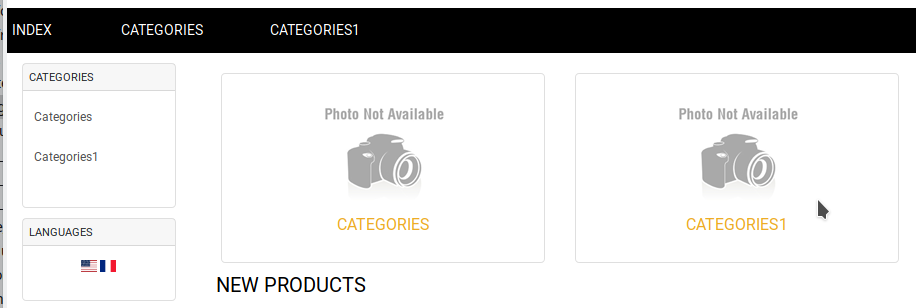 INDEX CATEGORIES CATEGORIES1
CATEGORIES
Categories
Categories1
LANGUAGES
Photo Not Available
CATEGORIES
Photo Not Available
CATEGORIES1
NEW PRODUCTS